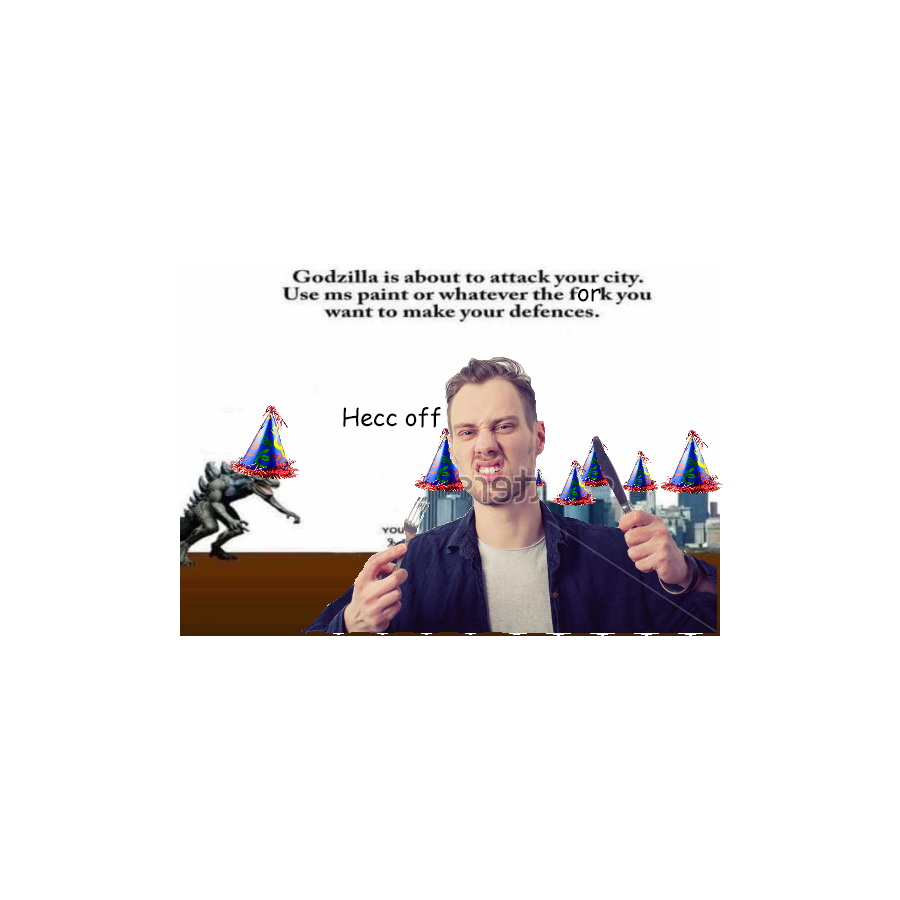 Godzilla is about to attack your city.
Use ms paint or whatever the fork you
want to make your defences.
Hecc off
YOU